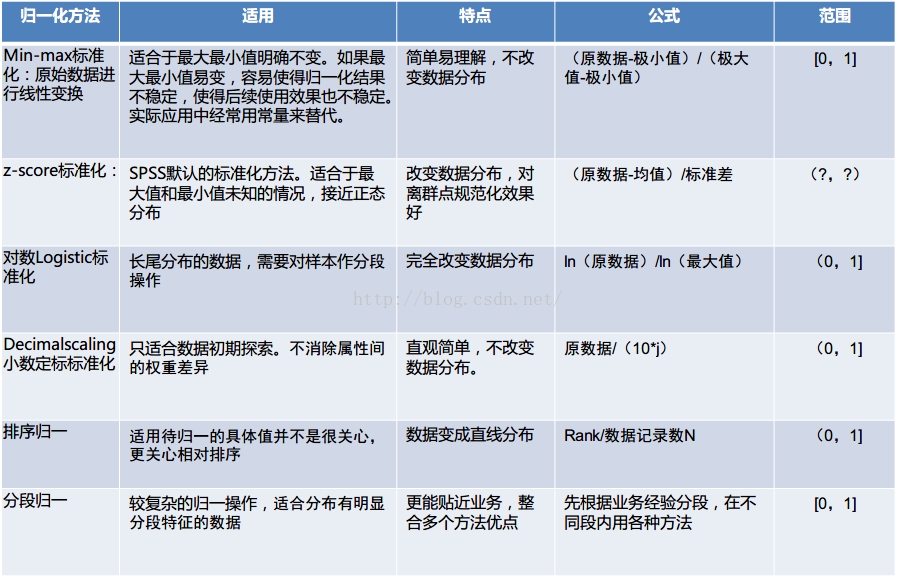 归一化方法
适用
特点
公式
范围
Min-max标准
化：原始数据进
行线性变换
适合于最大最小值明确不变。如果最
大最小值易变，容易使得归一化结果
不稳定，使得后续使用效果也不稳定。
实际应用中经常用常量来替代。
简单易理解，不改
变数据分布
（原数据-极小值）/（极大
值-极小值）
[0，1]
z-score标准化：
SPSS默认的标准化方法。适合于最
大值和最小值未知的情况，接近正态
分布
改变数据分布，对
离群点规范化效果
好
（原数据-均值）/标准差
（?，?）
对数Logistic标
准化
长尾分布的数据，需要对样本作分段
操作
完全改变数据分布
ln（原数据）/ln（最大值）
（0，1]
http://blog.csdn.net/
Decimalscaling
小数定标标准化
只适合数据初期探索。不消除属性间
的权重差异
直观简单，不改变
数据分布。
原数据/（10*j）
（0，1]
排序归一
适用待归一的具体值并不是很关心，
更关心相对排序
数据变成直线分布
Rank/数据记录数N
（0，1]
分段归一
较复杂的归一操作，适合分布有明显
分段特征的数据
更能贴近业务，整
合多个方法优点
先根据业务经验分段，在不
同段内用各种方法
[0，1]